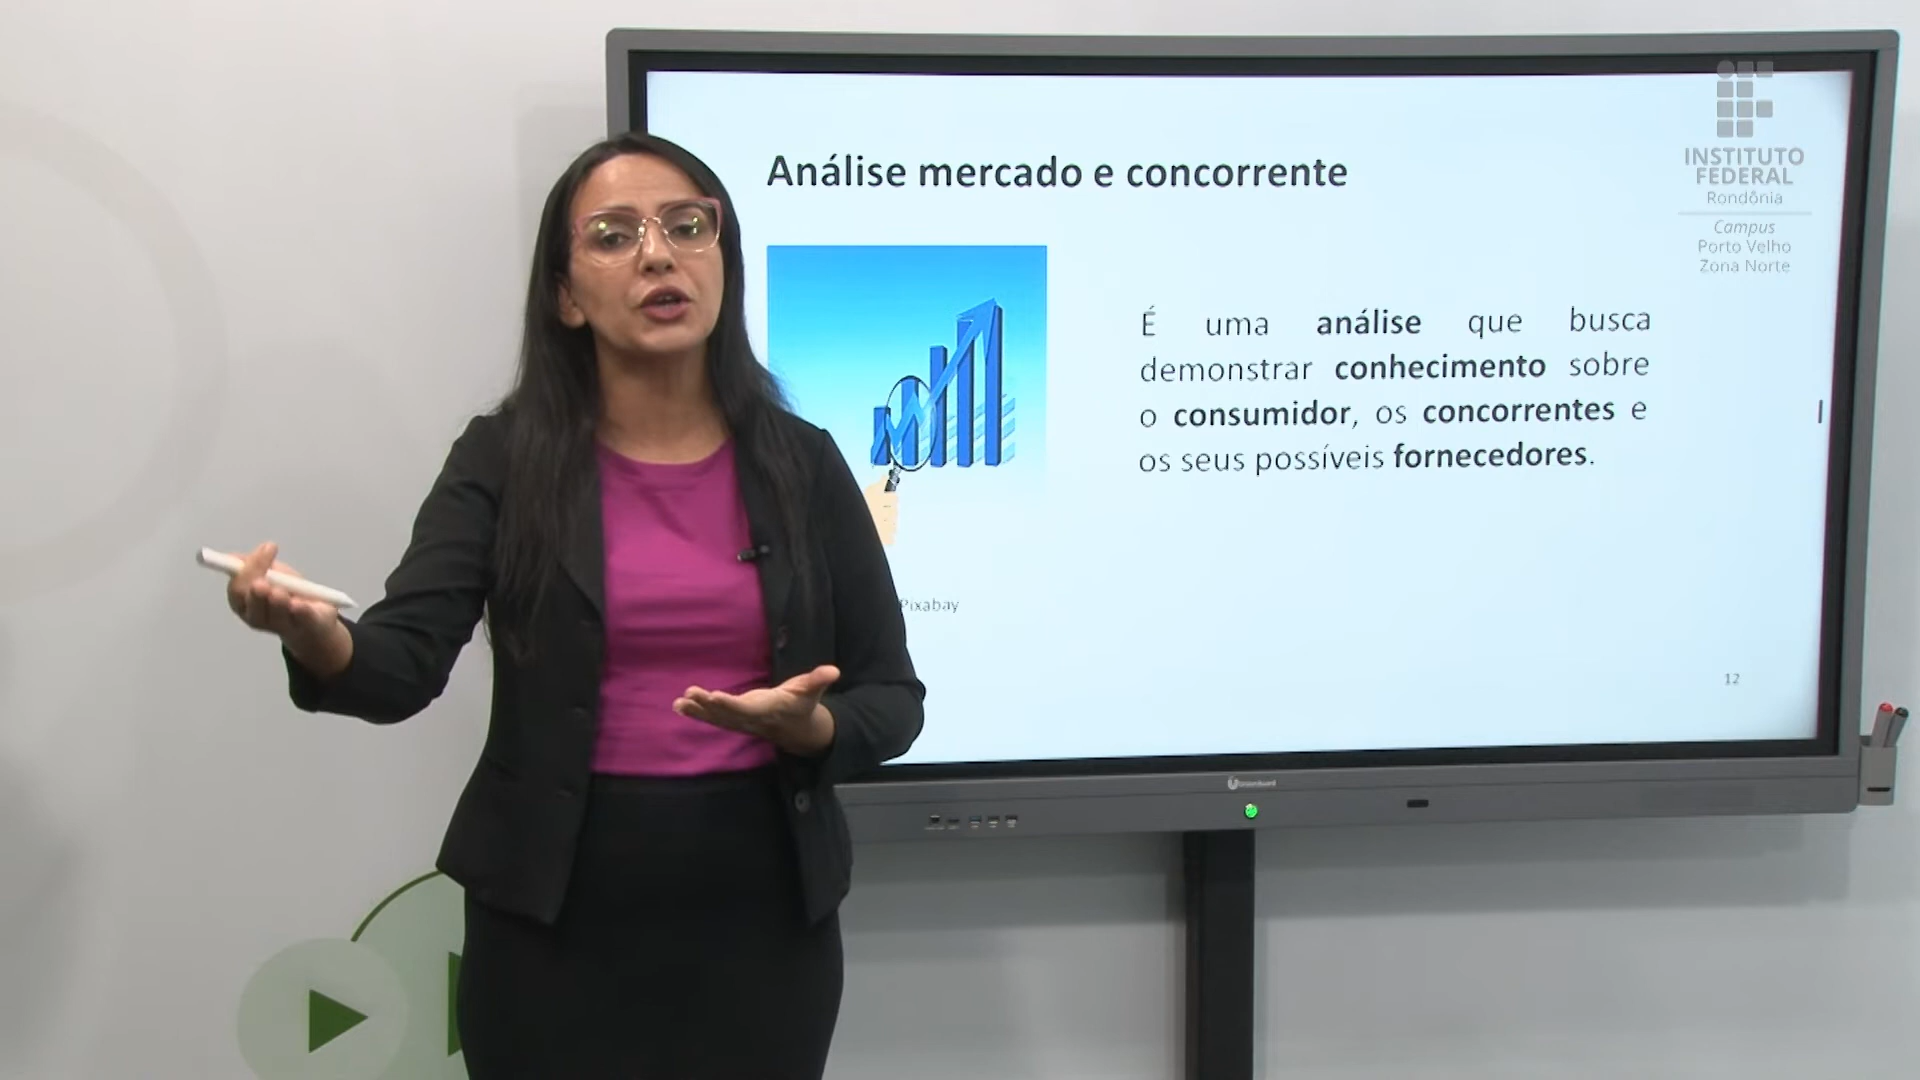 INSTITUTO
FEDERAL
Rondônia
Campus
Porto Velho
Zona Norte
Análise mercado e concorrente
É uma análise que busca
demonstrar conhecimento sobre
o consumidor, os concorrentes e
os seus possíveis fornecedores.
Pixabay
12